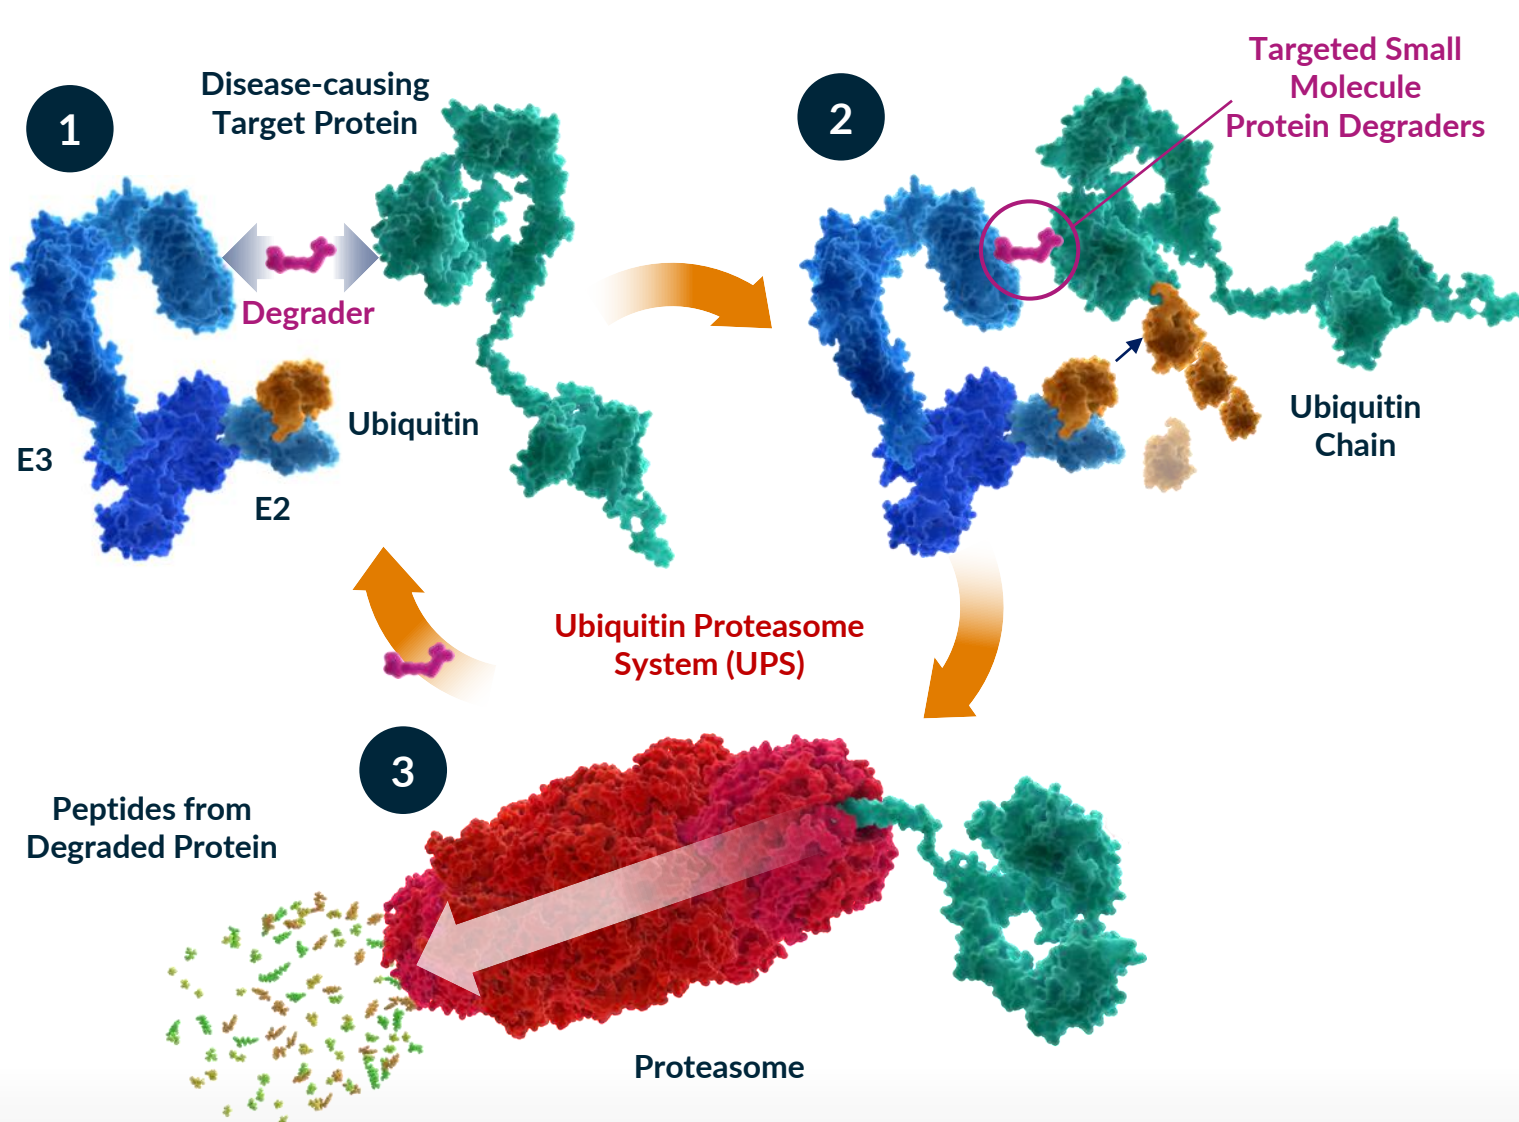 1
Disease-causing
Target Protein
Degrader
Ubiquitin
E3
E2
2
Targeted Small
Molecule
Protein Degraders
Ubiquitin
Chain
Ubiquitin Proteasome
System (UPS)
3
Peptides from
Degraded Protein
Proteasome